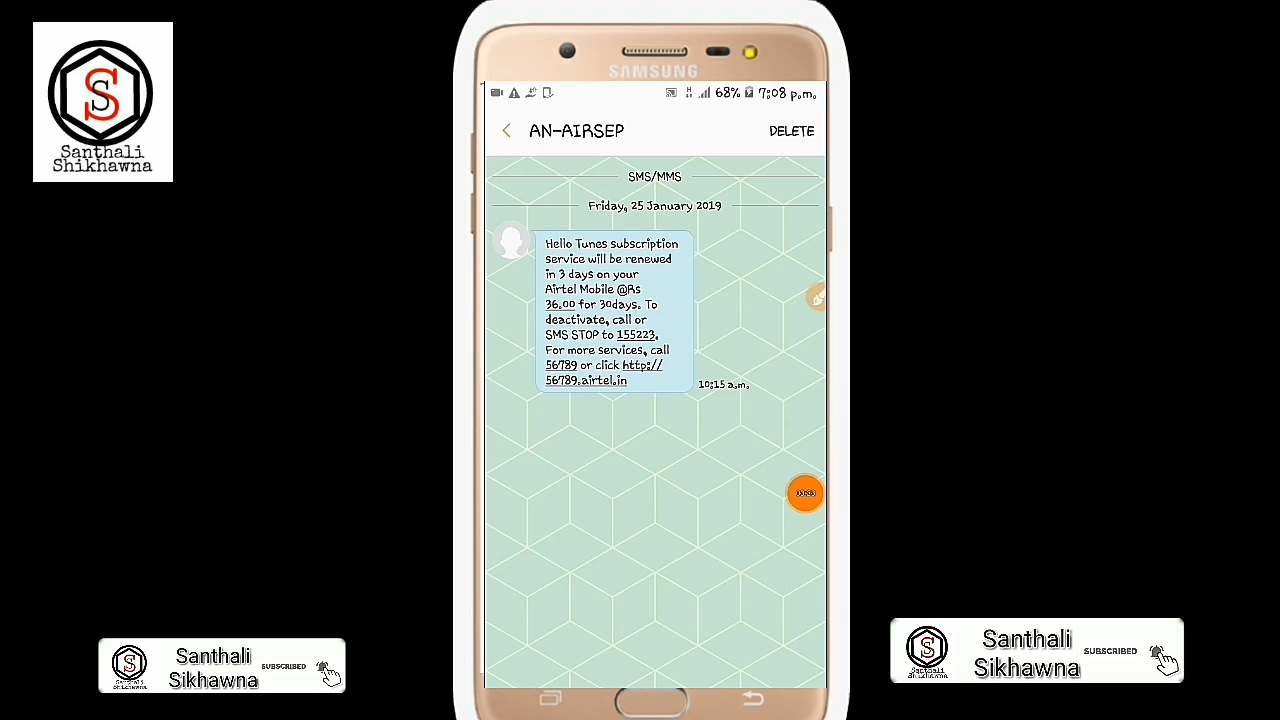 S
S
Santhali
Shikhawna
SAMSUNG
68% 7:08 p.m.
AN-AIRSEP
DELETE
SMS/MMS
Friday, 25 January 2019
Hello Tunes subscription
service will be renewed
in 3 days on your
Airtel Mobile @Rs
36.00 for 30days. To
deactivate, call or
SMS STOP to 155223.
For more services, call
56789 or click http://
56789.airtel.in
10:15 a.m.
Santhali
Sikhawna
SUBSCRIBED
Santhali
Sikhawna
SUBSCRIBED